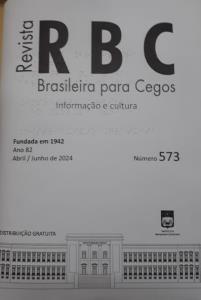 Revista
RBC
Brasileira para Cegos
Informação e cultura
Fundada em 1942
Ano 82
Abril / Junho de 2024
Número 573
DISTRIBUIÇÃO GRATUITA